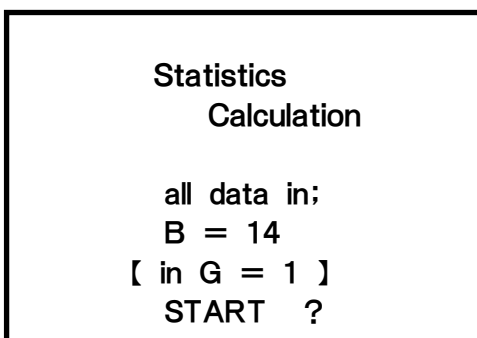 Statistics
Calculation
all data in;
B = 14
【 in G = 1 】
START ?